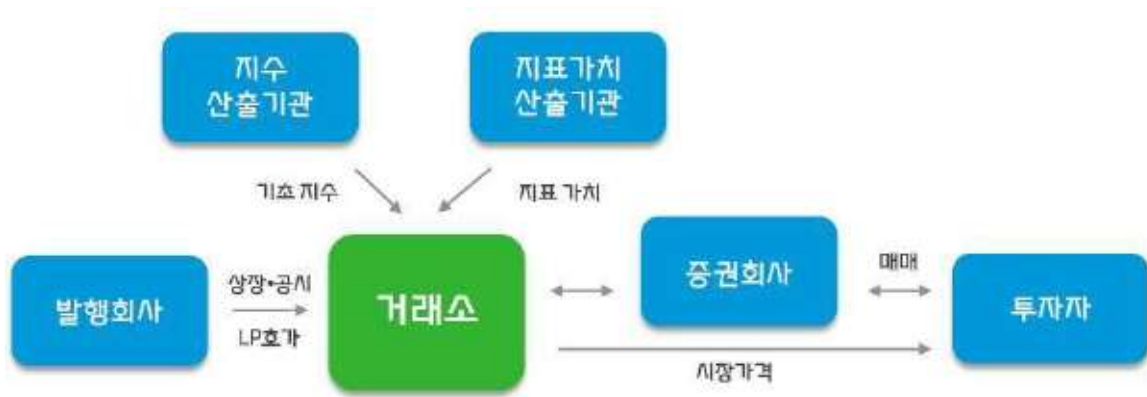 지수
산출기관
지표가치
산출기관
기초 지수
지표 가치
발행회사
상장•공시
LP호가
거래소
증권회사
매매
투자자
시장가격